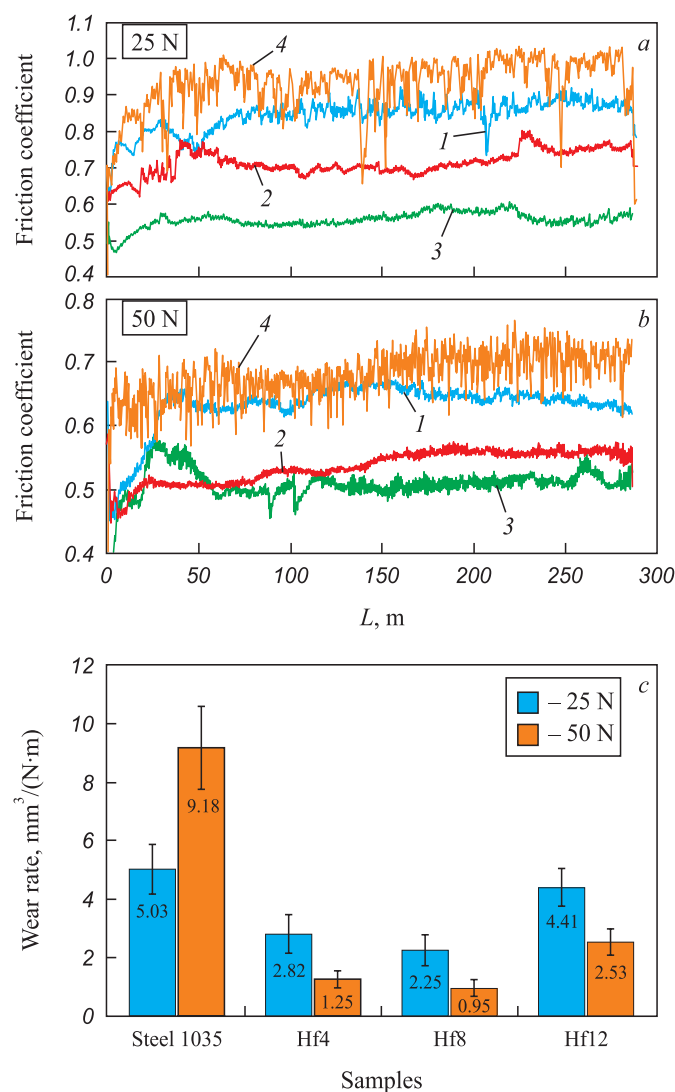 1.1
25 N
4
a
1.0
0.9
0.8
1
0.7
2
0.6
0.5
3
0.4
Friction coefficient
0.8
50 N
4
b
0.7
0.6
1
2
0.5
3
0.4
Friction coefficient
0 50 100 150 200 250 300
L, m
12
c
– 25 N
– 50 N
10
8
6
4
2
0
Wear rate, mm³/(N·m)
5.03
9.18
2.82
1.25
2.25
0.95
4.41
2.53
Steel 1035 Hf4 Hf8 Hf12
Samples